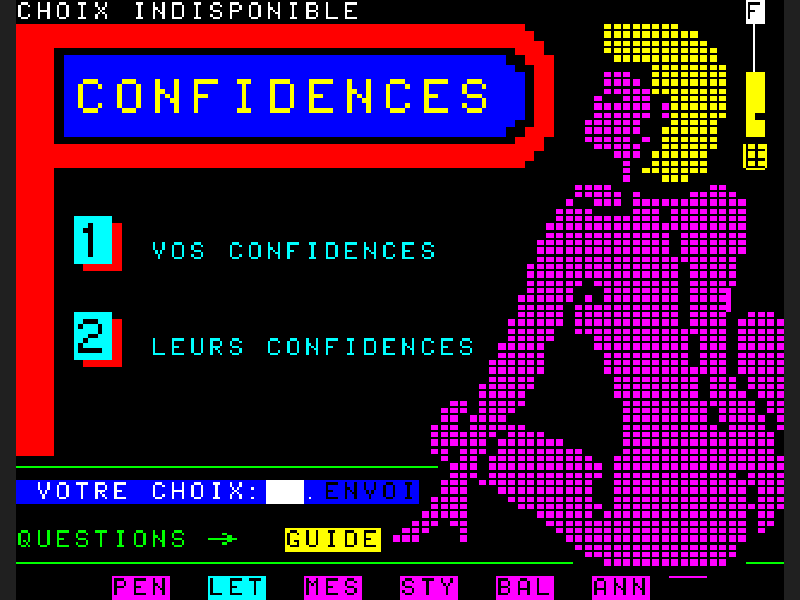 CHOIX INDISPONIBLE
F
CONFIDENCES
1 VOS CONFIDENCES
2 LEURS CONFIDENCES
VOTRE CHOIX: . ENVOI
QUESTIONS → GUIDE
PEN LET MES STY BAL ANN